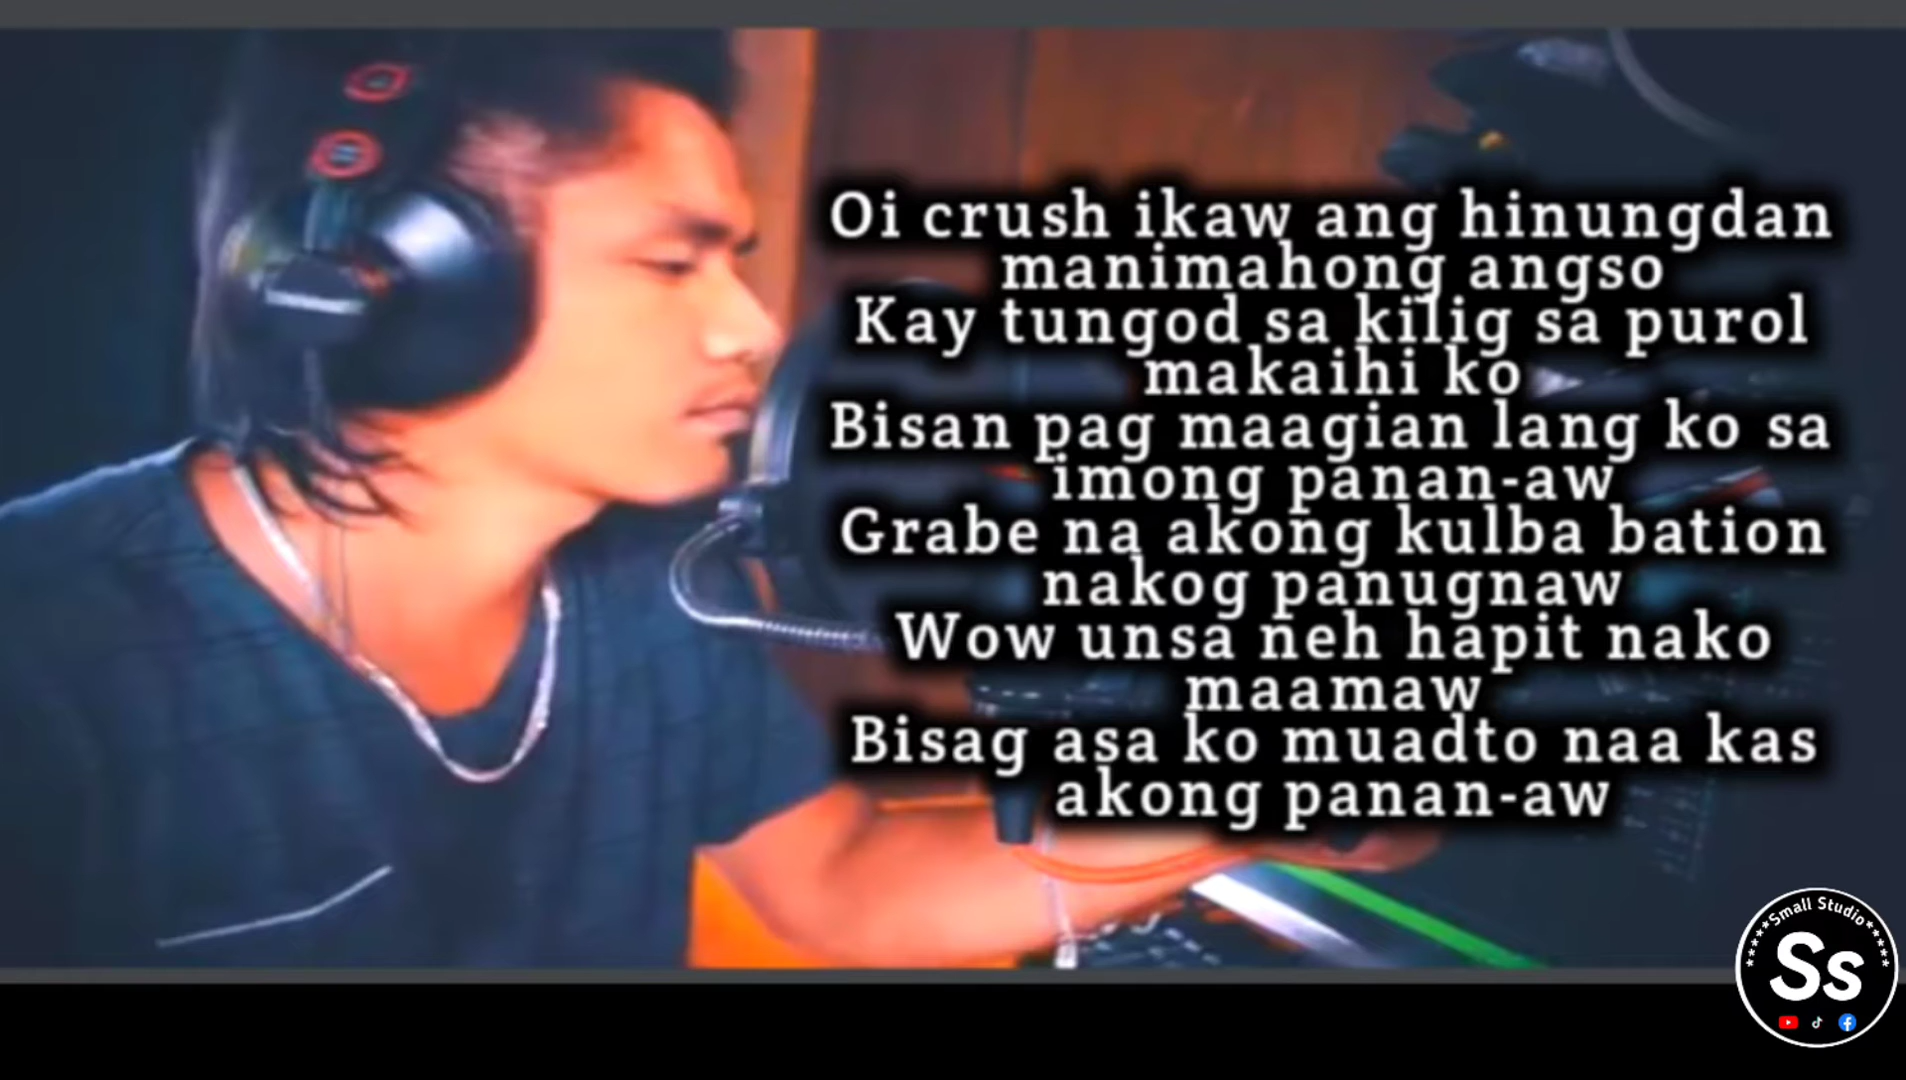 Oi crush ikaw ang hinungdan
manimahong angso
Kay tungod sa kilig sa purol
makaihi ko
Bisan pag maagian lang ko sa
imong panan-aw
Grabe na akong kulba bation
nakog panugnaw
Wow unsa neh hapit nako
maamaw
Bisag asa ko muadto naa kas
akong panan-aw
*****Small Studio*****
Ss